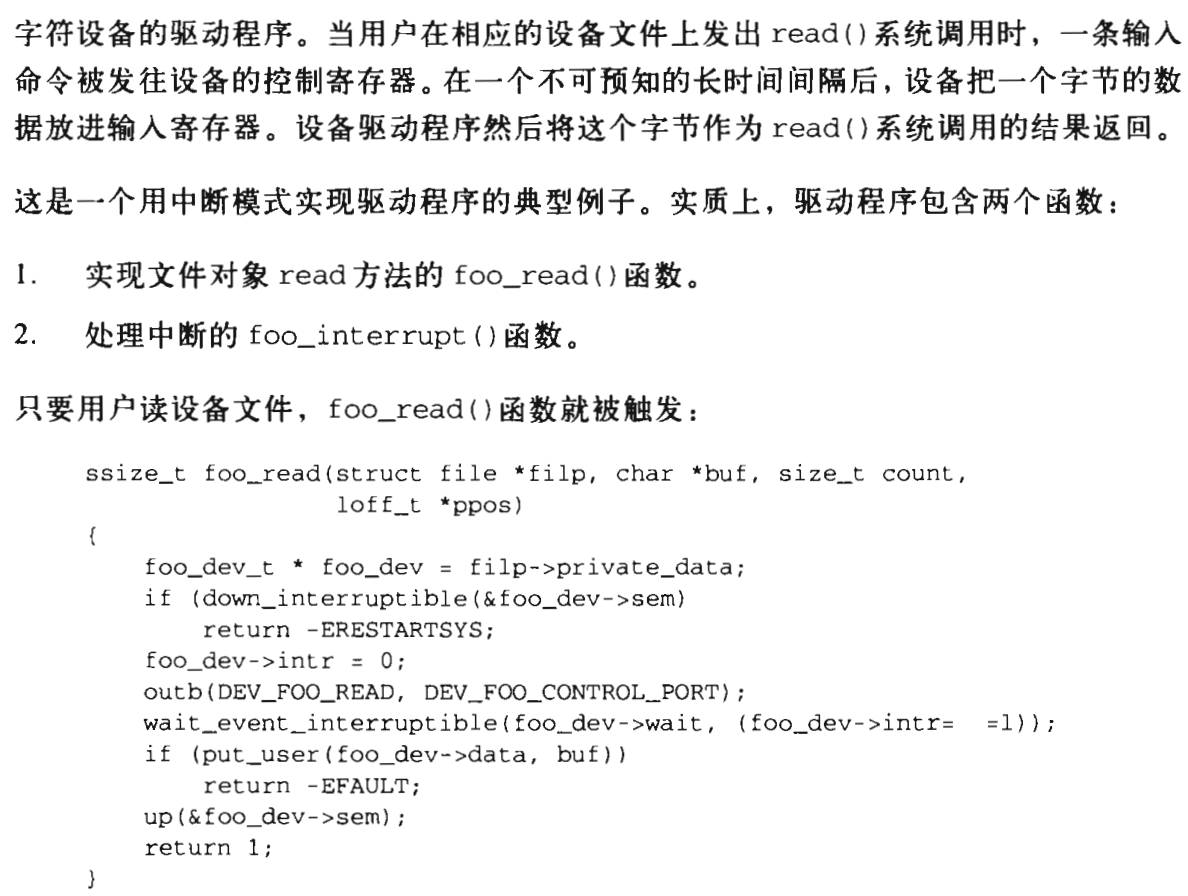 字符设备的驱动程序。当用户在相应的设备文件上发出 read()系统调用时，一条输入
命令被发往设备的控制寄存器。在一个不可预知的长时间间隔后，设备把一个字节的数
据放进输入寄存器。设备驱动程序然后将这个字节作为 read()系统调用的结果返回。
这是一个用中断模式实现驱动程序的典型例子。实质上，驱动程序包含两个函数：
1. 实现文件对象 read 方法的 foo_read()函数。
2. 处理中断的 foo_interrupt()函数。
只要用户读设备文件，foo_read()函数就被触发：
ssize_t foo_read(struct file *filp, char *buf, size_t count,
loff_t *ppos)
{
foo_dev_t * foo_dev = filp->private_data;
if (down_interruptible(&foo_dev->sem)
return -ERESTARTSYS;
foo_dev->intr = 0;
outb(DEV_FOO_READ, DEV_FOO_CONTROL_PORT);
wait_event_interruptible(foo_dev->wait, (foo_dev->intr= =1));
if (put_user(foo_dev->data, buf))
return -EFAULT;
up(&foo_dev->sem);
return 1;
}